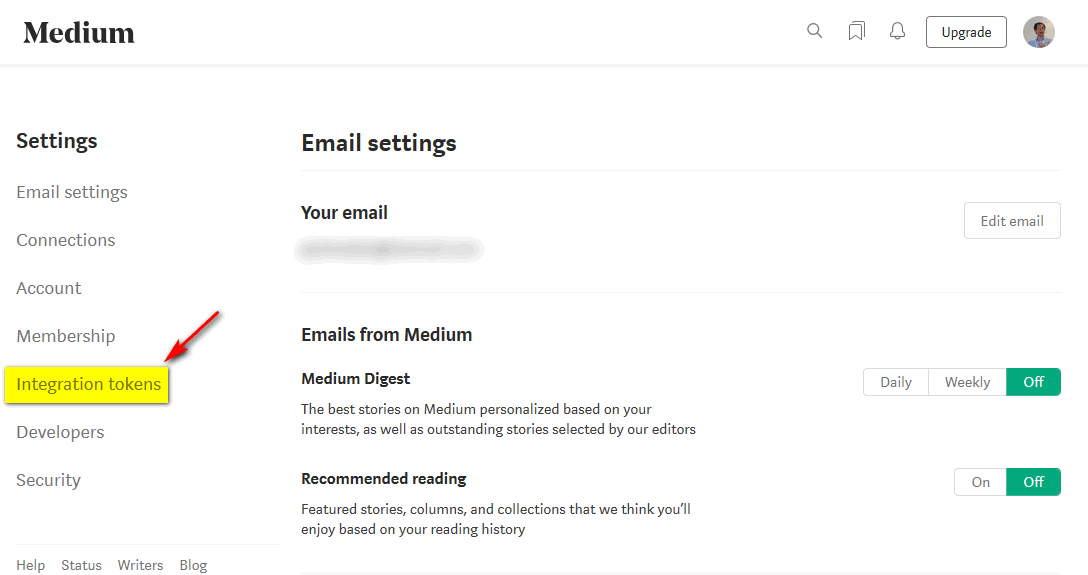 Medium
Upgrade
Settings
Email settings
Connections
Account
Membership
Integration tokens
Developers
Security
Help Status Writers Blog
Email settings
Your email
Edit email
Emails from Medium
Medium Digest
Daily Weekly Off
The best stories on Medium personalized based on your
interests, as well as outstanding stories selected by our editors
Recommended reading
On Off
Featured stories, columns, and collections that we think you’ll
enjoy based on your reading history